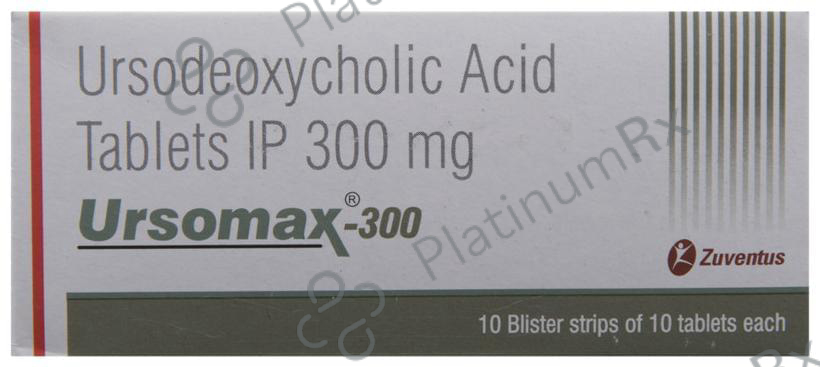 Ursodeoxycholic Acid
Tablets IP 300 mg
Ursomax®-300
Zuventus
10 Blister strips of 10 tablets each
PlatinumRx